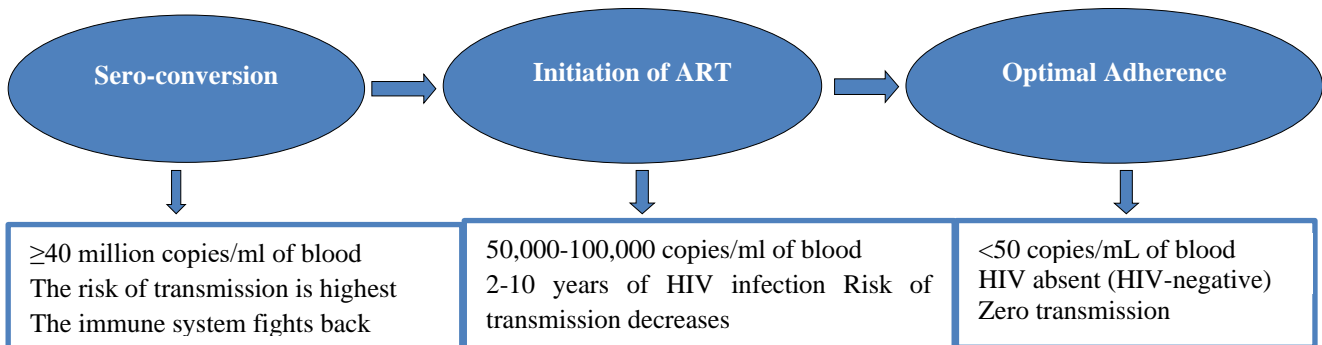 Sero-conversion
Initiation of ART
Optimal Adherence
≥40 million copies/ml of blood
The risk of transmission is highest
The immune system fights back
50,000-100,000 copies/ml of blood
2-10 years of HIV infection Risk of
transmission decreases
<50 copies/mL of blood
HIV absent (HIV-negative)
Zero transmission